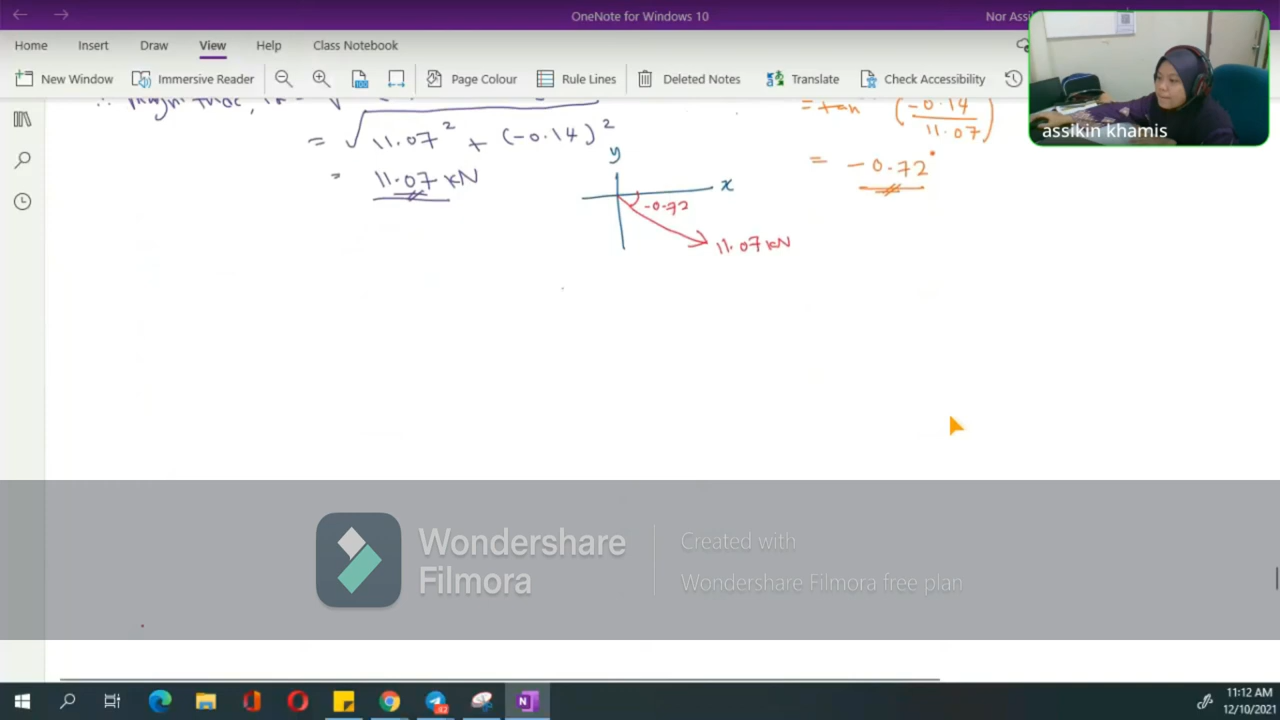 OneNote for Windows 10
Nor Assi
Home Insert Draw View Help Class Notebook
New Window Immersive Reader Page Colour Rule Lines Deleted Notes Translate Check Accessibility
assikin khamis
= √ 11.07² + (-0.14)²
= 11.07 kN
= tan (-0.14 / 11.07)
= -0.72°
y
x
-0.72
11.07 kN
Wondershare
Filmora
Created with
Wondershare Filmora free plan
11:12 AM
12/10/2021